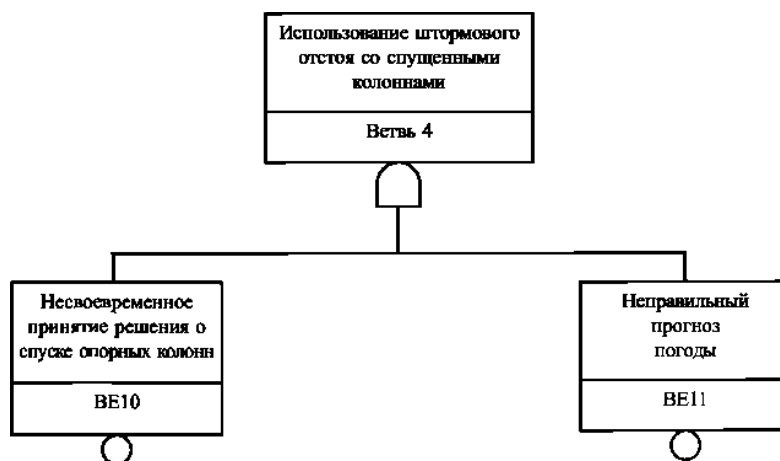 Использование штормового
отстоя со спущенными
колоннами
Ветвь 4
Несвоевременное
принятие решения о
спуске опорных колонн
BE10
Неправильный
прогноз
погоды
BE11